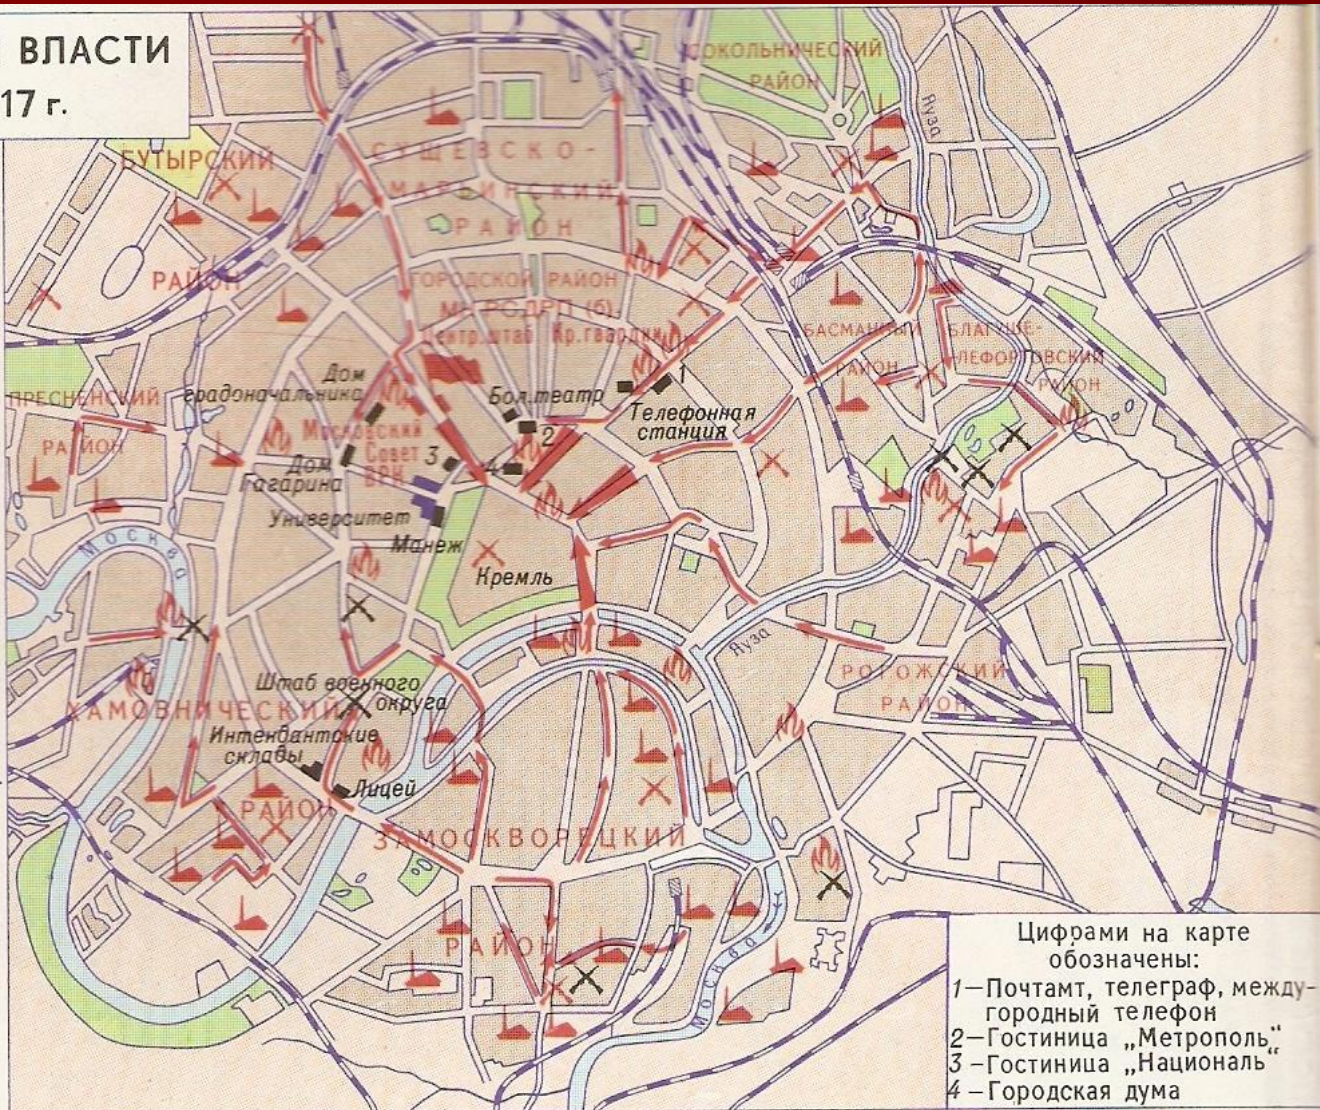 ВЛАСТИ
17 г.
СОКОЛЬНИЧЕСКИЙ
РАЙОН
Яуза
БУТЫРСКИЙ
РАЙОН
СУЩЕВСКО-
МАРЬИНСКИЙ
РАЙОН
ГОРОДСКОЙ РАЙОН
МК РСДРП (б)
Центр. штаб Кр. гвардии
БАСМАННЫЙ
РАЙОН
БЛАГУШЕ-
ЛЕФОРТОВСКИЙ
РАЙОН
ПРЕСНЕНСКИЙ
РАЙОН
Дом
градоначальника
Бол. театр
1
Телефонная
станция
2
Московский
Совет
ВРК
3
4
Дом
Гагарина
Университет
Манеж
Кремль
Москва
Яуза
РОГОЖСКИЙ
РАЙОН
Штаб военного
округа
ХАМОВНИЧЕСКИЙ
РАЙОН
Интендантские
склады
Лицей
ЗАМОСКВОРЕЦКИЙ
РАЙОН
Москва
Цифрами на карте
обозначены:
1—Почтамт, телеграф, между-
городный телефон
2—Гостиница „Метрополь“
3—Гостиница „Националь“
4—Городская дума